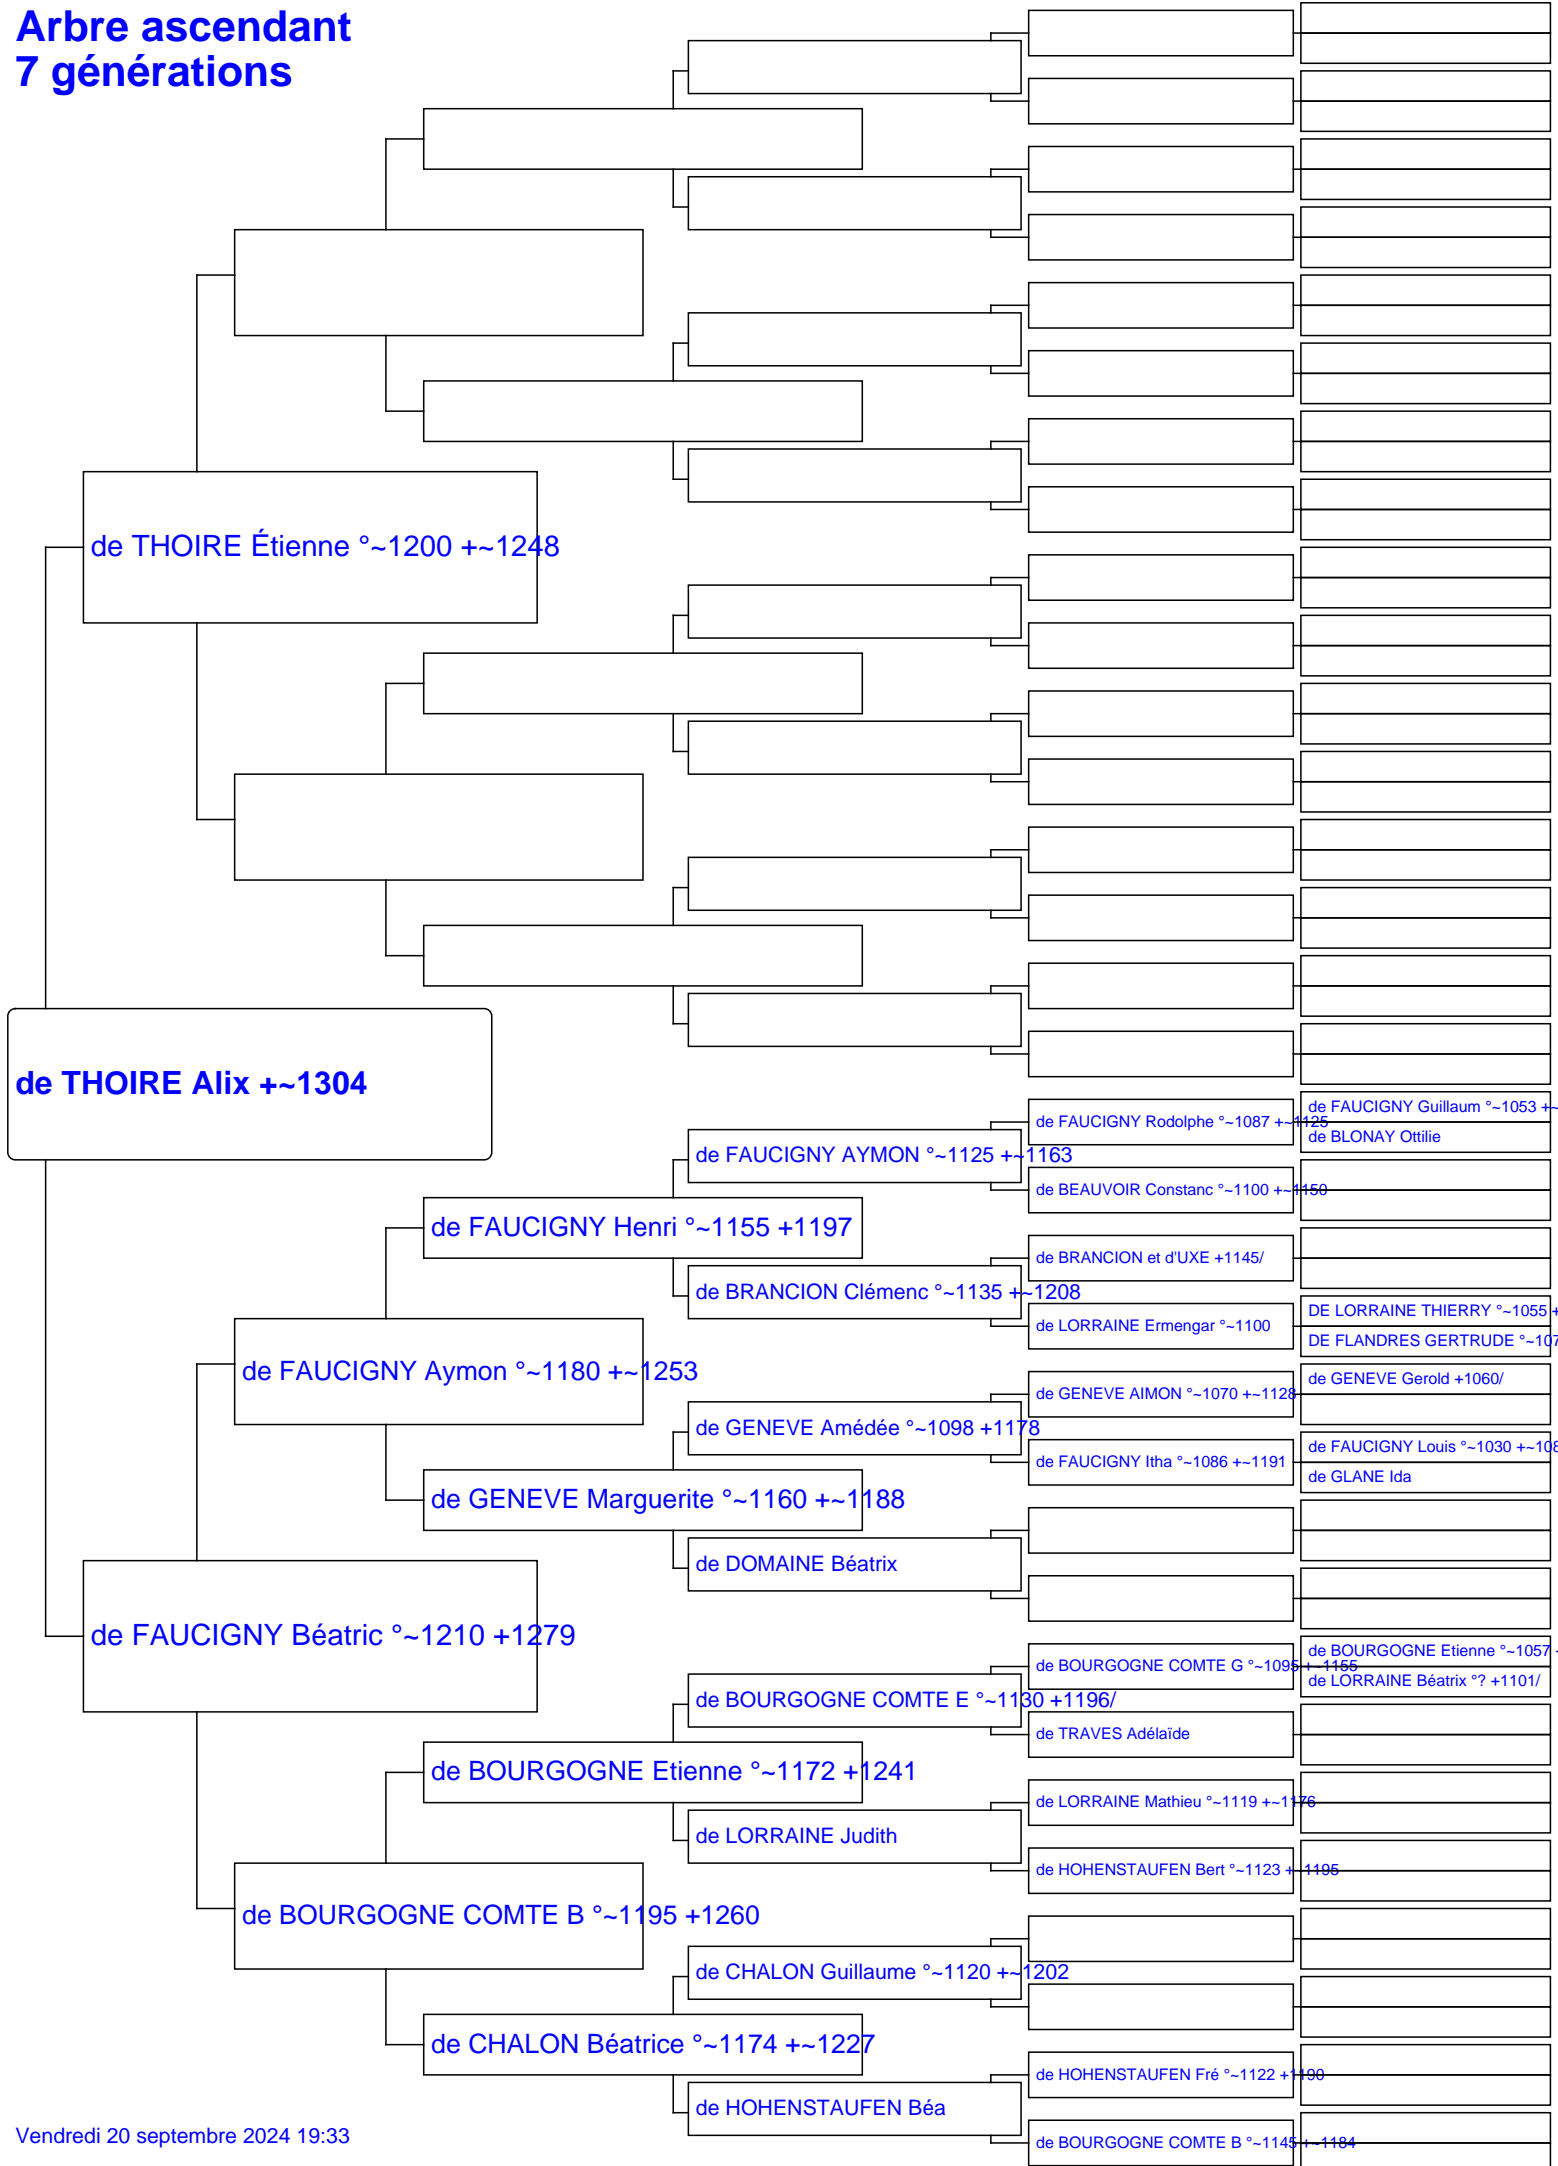 Arbre ascendant
7 générations
de THOIRE Étienne °~1200 +~1248
de THOIRE Alix +~1304
de FAUCIGNY Rodolphe °~1087 +~1125
de FAUCIGNY Guillaum °~1053 +~
de BLONAY Ottilie
de FAUCIGNY AYMON °~1125 +~1163
de BEAUVOIR Constanc °~1100 +~1150
de FAUCIGNY Henri °~1155 +1197
de BRANCION et d'UXE +1145/
de BRANCION Clémenc °~1135 +~1208
de LORRAINE Ermengar °~1100
DE LORRAINE THIERRY °~1055 +
DE FLANDRES GERTRUDE °~107
de FAUCIGNY Aymon °~1180 +~1253
de GENEVE AIMON °~1070 +~1128
de GENEVE Gerold +1060/
de GENEVE Amédée °~1098 +1178
de FAUCIGNY Itha °~1086 +~1191
de FAUCIGNY Louis °~1030 +~108
de GLANE Ida
de GENEVE Marguerite °~1160 +~1188
de DOMAINE Béatrix
de FAUCIGNY Béatric °~1210 +1279
de BOURGOGNE COMTE G °~1095 +~1155
de BOURGOGNE Etienne °~1057 +
de LORRAINE Béatrix °? +1101/
de BOURGOGNE COMTE E °~1130 +1196/
de TRAVES Adélaïde
de BOURGOGNE Etienne °~1172 +1241
de LORRAINE Mathieu °~1119 +~1176
de LORRAINE Judith
de HOHENSTAUFEN Bert °~1123 +~1195
de BOURGOGNE COMTE B °~1195 +1260
de CHALON Guillaume °~1120 +~1202
de CHALON Béatrice °~1174 +~1227
de HOHENSTAUFEN Fré °~1122 +1190
de HOHENSTAUFEN Béa
de BOURGOGNE COMTE B °~1145 +~1184
Vendredi 20 septembre 2024 19:33